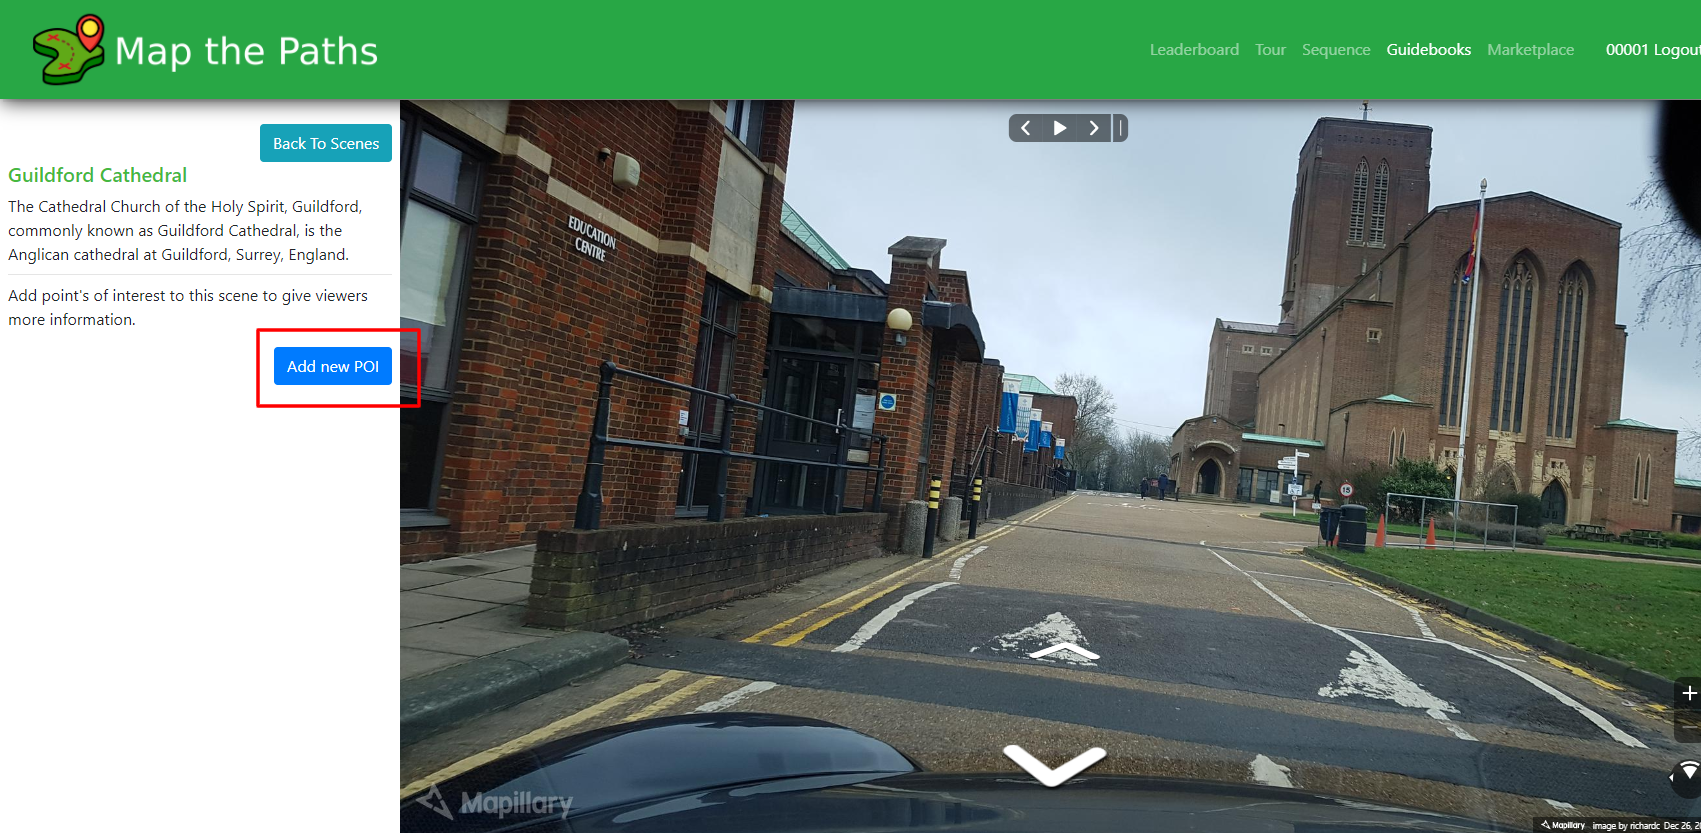 Map the Paths
Leaderboard Tour Sequence Guidebooks Marketplace 00001 Logout
Back To Scenes
Guildford Cathedral
The Cathedral Church of the Holy Spirit, Guildford,
commonly known as Guildford Cathedral, is the
Anglican cathedral at Guildford, Surrey, England.
Add point's of interest to this scene to give viewers
more information.
Add new POI
EDUCATION
CENTRE
15
Mapillary
Mapillary image by richardc Dec 26,